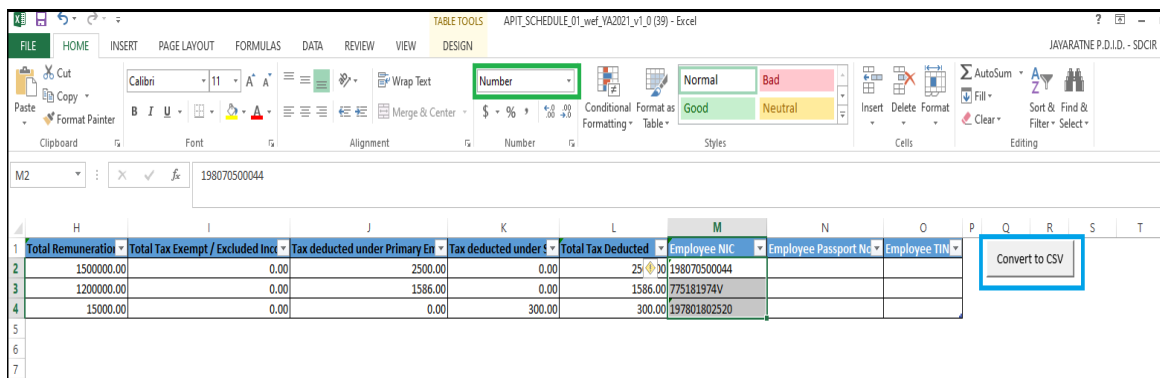 TABLE TOOLS APIT_SCHEDULE_01_wef_YA2021_v1_0 (39) - Excel ?
FILE HOME INSERT PAGE LAYOUT FORMULAS DATA REVIEW VIEW DESIGN JAYARATNE P.D.I.D. - SDCIR
Paste Cut Copy Format Painter
Calibri 11 A A
B I U A
Wrap Text
Merge & Center
Number
$ % ,
Conditional Formatting Format as Table
Normal Bad
Good Neutral
Insert Delete Format
AutoSum Fill Clear
Sort & Filter Find & Select
Clipboard Font Alignment Number Styles Cells Editing
M2 fx 198070500044
H I J K L M N O P Q R S T
1 Total Remuneration Total Tax Exempt / Excluded Inc Tax deducted under Primary Em Tax deducted under S Total Tax Deducted Employee NIC Employee Passport No Employee TIN
Convert to CSV
2 1500000.00 0.00 2500.00 0.00 25 00 198070500044
3 1200000.00 0.00 1586.00 0.00 1586.00 775181974V
4 15000.00 0.00 0.00 300.00 300.00 197801802520
5
6
7